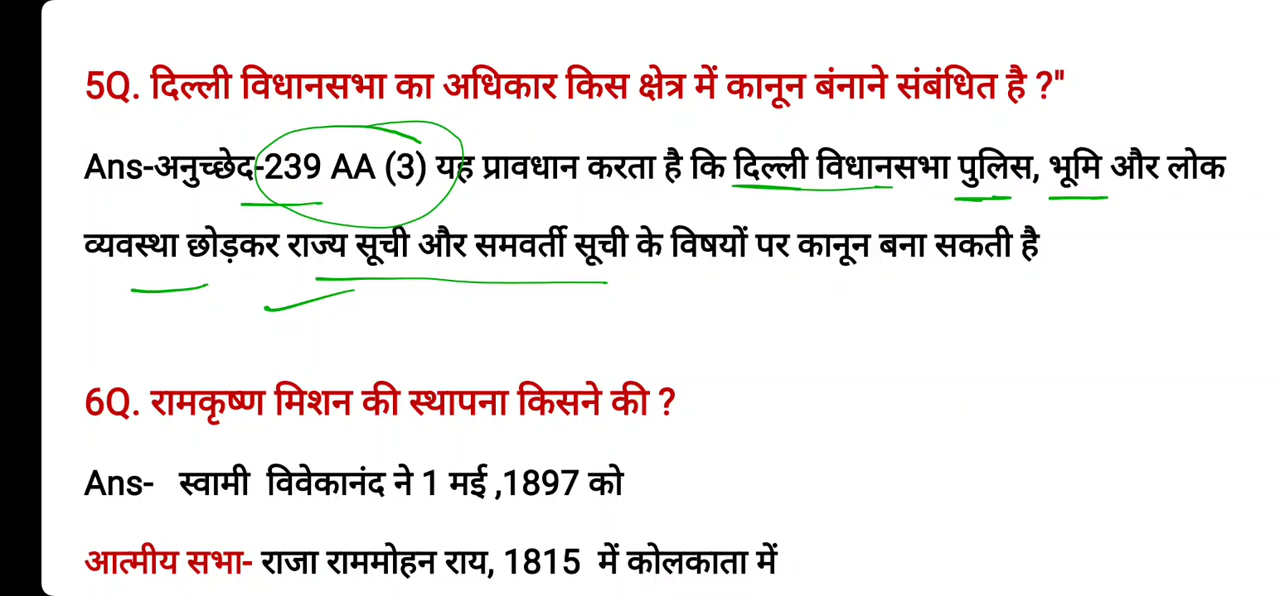 5Q. दिल्ली विधानसभा का अधिकार किस क्षेत्र में कानून बंनाने संबंधित है ?"
Ans-अनुच्छेद-239 AA (3) यह प्रावधान करता है कि दिल्ली विधानसभा पुलिस, भूमि और लोक
व्यवस्था छोड़कर राज्य सूची और समवर्ती सूची के विषयों पर कानून बना सकती है
6Q. रामकृष्ण मिशन की स्थापना किसने की ?
Ans- स्वामी विवेकानंद ने 1 मई ,1897 को
आत्मीय सभा- राजा राममोहन राय, 1815 में कोलकाता में